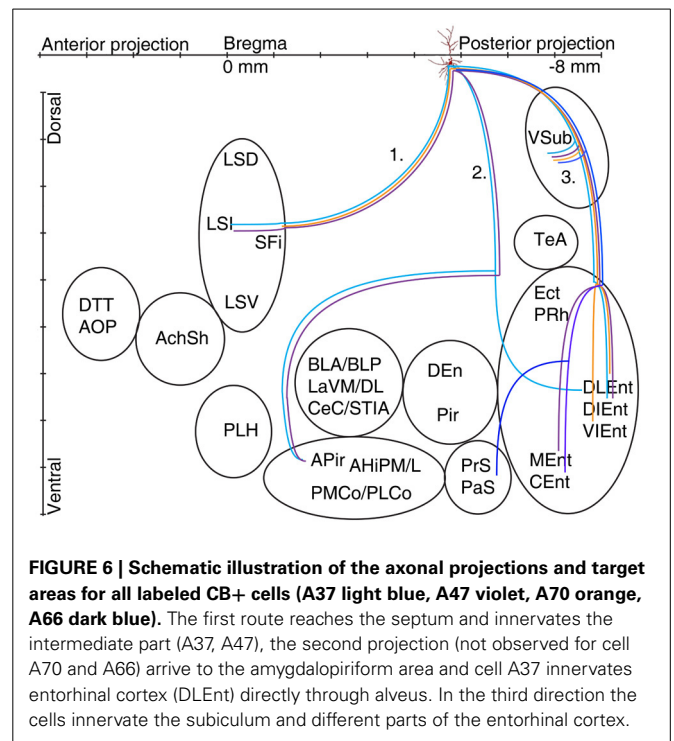 Anterior projection Bregma Posterior projection
0 mm -8 mm
Dorsal
VSub
LSD
1.
2.
3.
LSI
SFi
TeA
LSV
DTT
AOP
AchSh
Ect
PRh
BLA/BLP
LaVM/DL
CeC/STIA
DEn
Pir
DLEnt
DIEnt
VIEnt
PLH
Ventral
APir AHiPM/L
PMCo/PLCo
PrS
PaS
MEnt
CEnt
FIGURE 6 | Schematic illustration of the axonal projections and target
areas for all labeled CB+ cells (A37 light blue, A47 violet, A70 orange,
A66 dark blue). The first route reaches the septum and innervates the
intermediate part (A37, A47), the second projection (not observed for cell
A70 and A66) arrive to the amygdalopiriform area and cell A37 innervates
entorhinal cortex (DLEnt) directly through alveus. In the third direction the
cells innervate the subiculum and different parts of the entorhinal cortex.